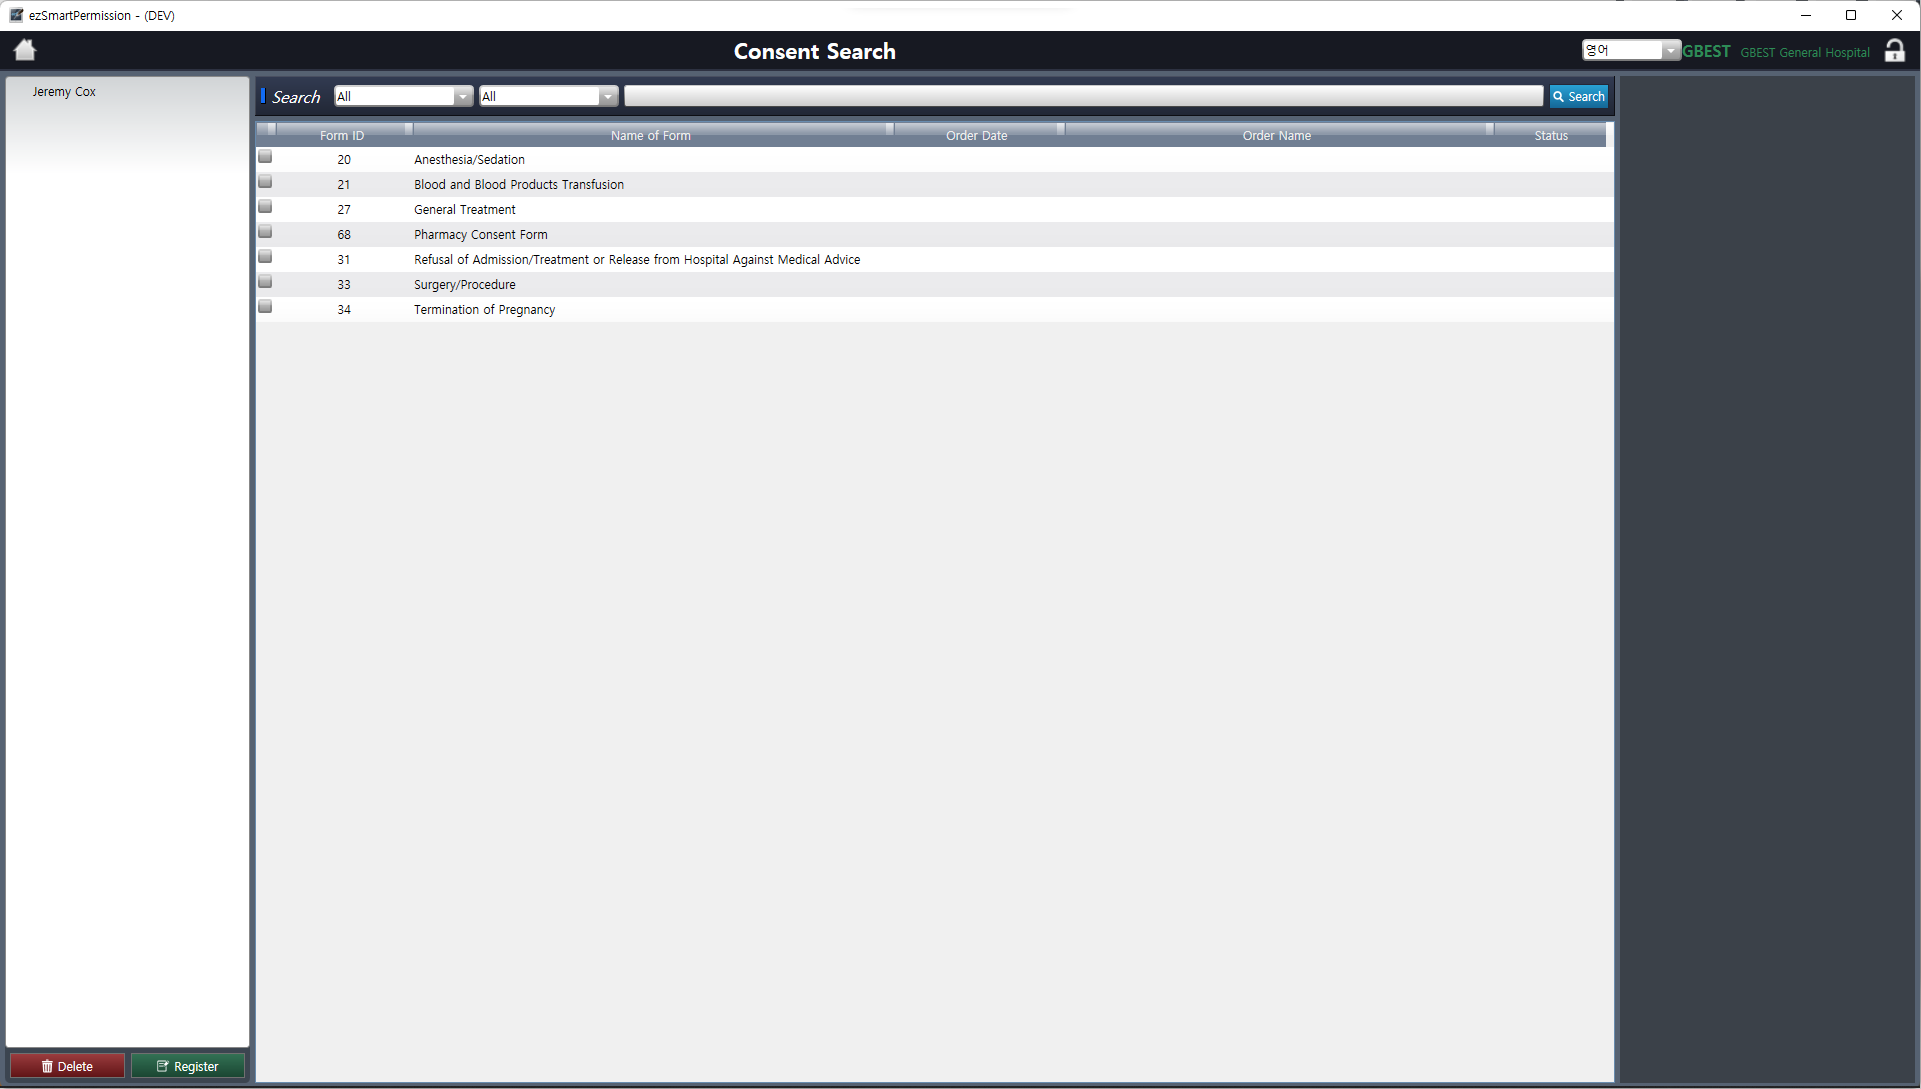 ezSmartPermission - (DEV)
Consent Search
영어
GBEST GBEST General Hospital
Jeremy Cox
Search All All Search
Form ID Name of Form Order Date Order Name Status
20 Anesthesia/Sedation
21 Blood and Blood Products Transfusion
27 General Treatment
68 Pharmacy Consent Form
31 Refusal of Admission/Treatment or Release from Hospital Against Medical Advice
33 Surgery/Procedure
34 Termination of Pregnancy
Delete Register